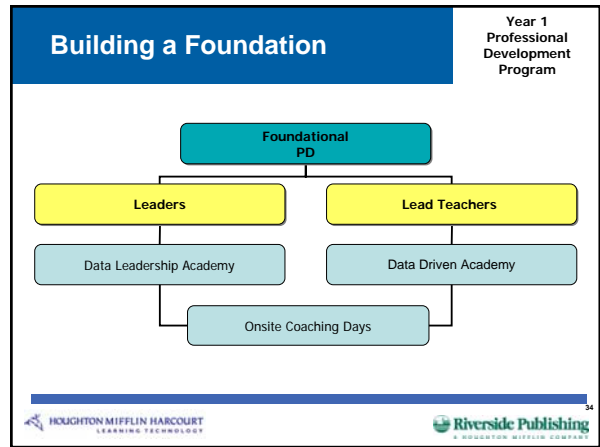 Building a Foundation
Year 1
Professional
Development
Program
Foundational
PD
Leaders
Lead Teachers
Data Leadership Academy
Data Driven Academy
Onsite Coaching Days
34
HOUGHTON MIFFLIN HARCOURT
LEARNING TECHNOLOGY
Riverside Publishing
A HOUGHTON MIFFLIN COMPANY